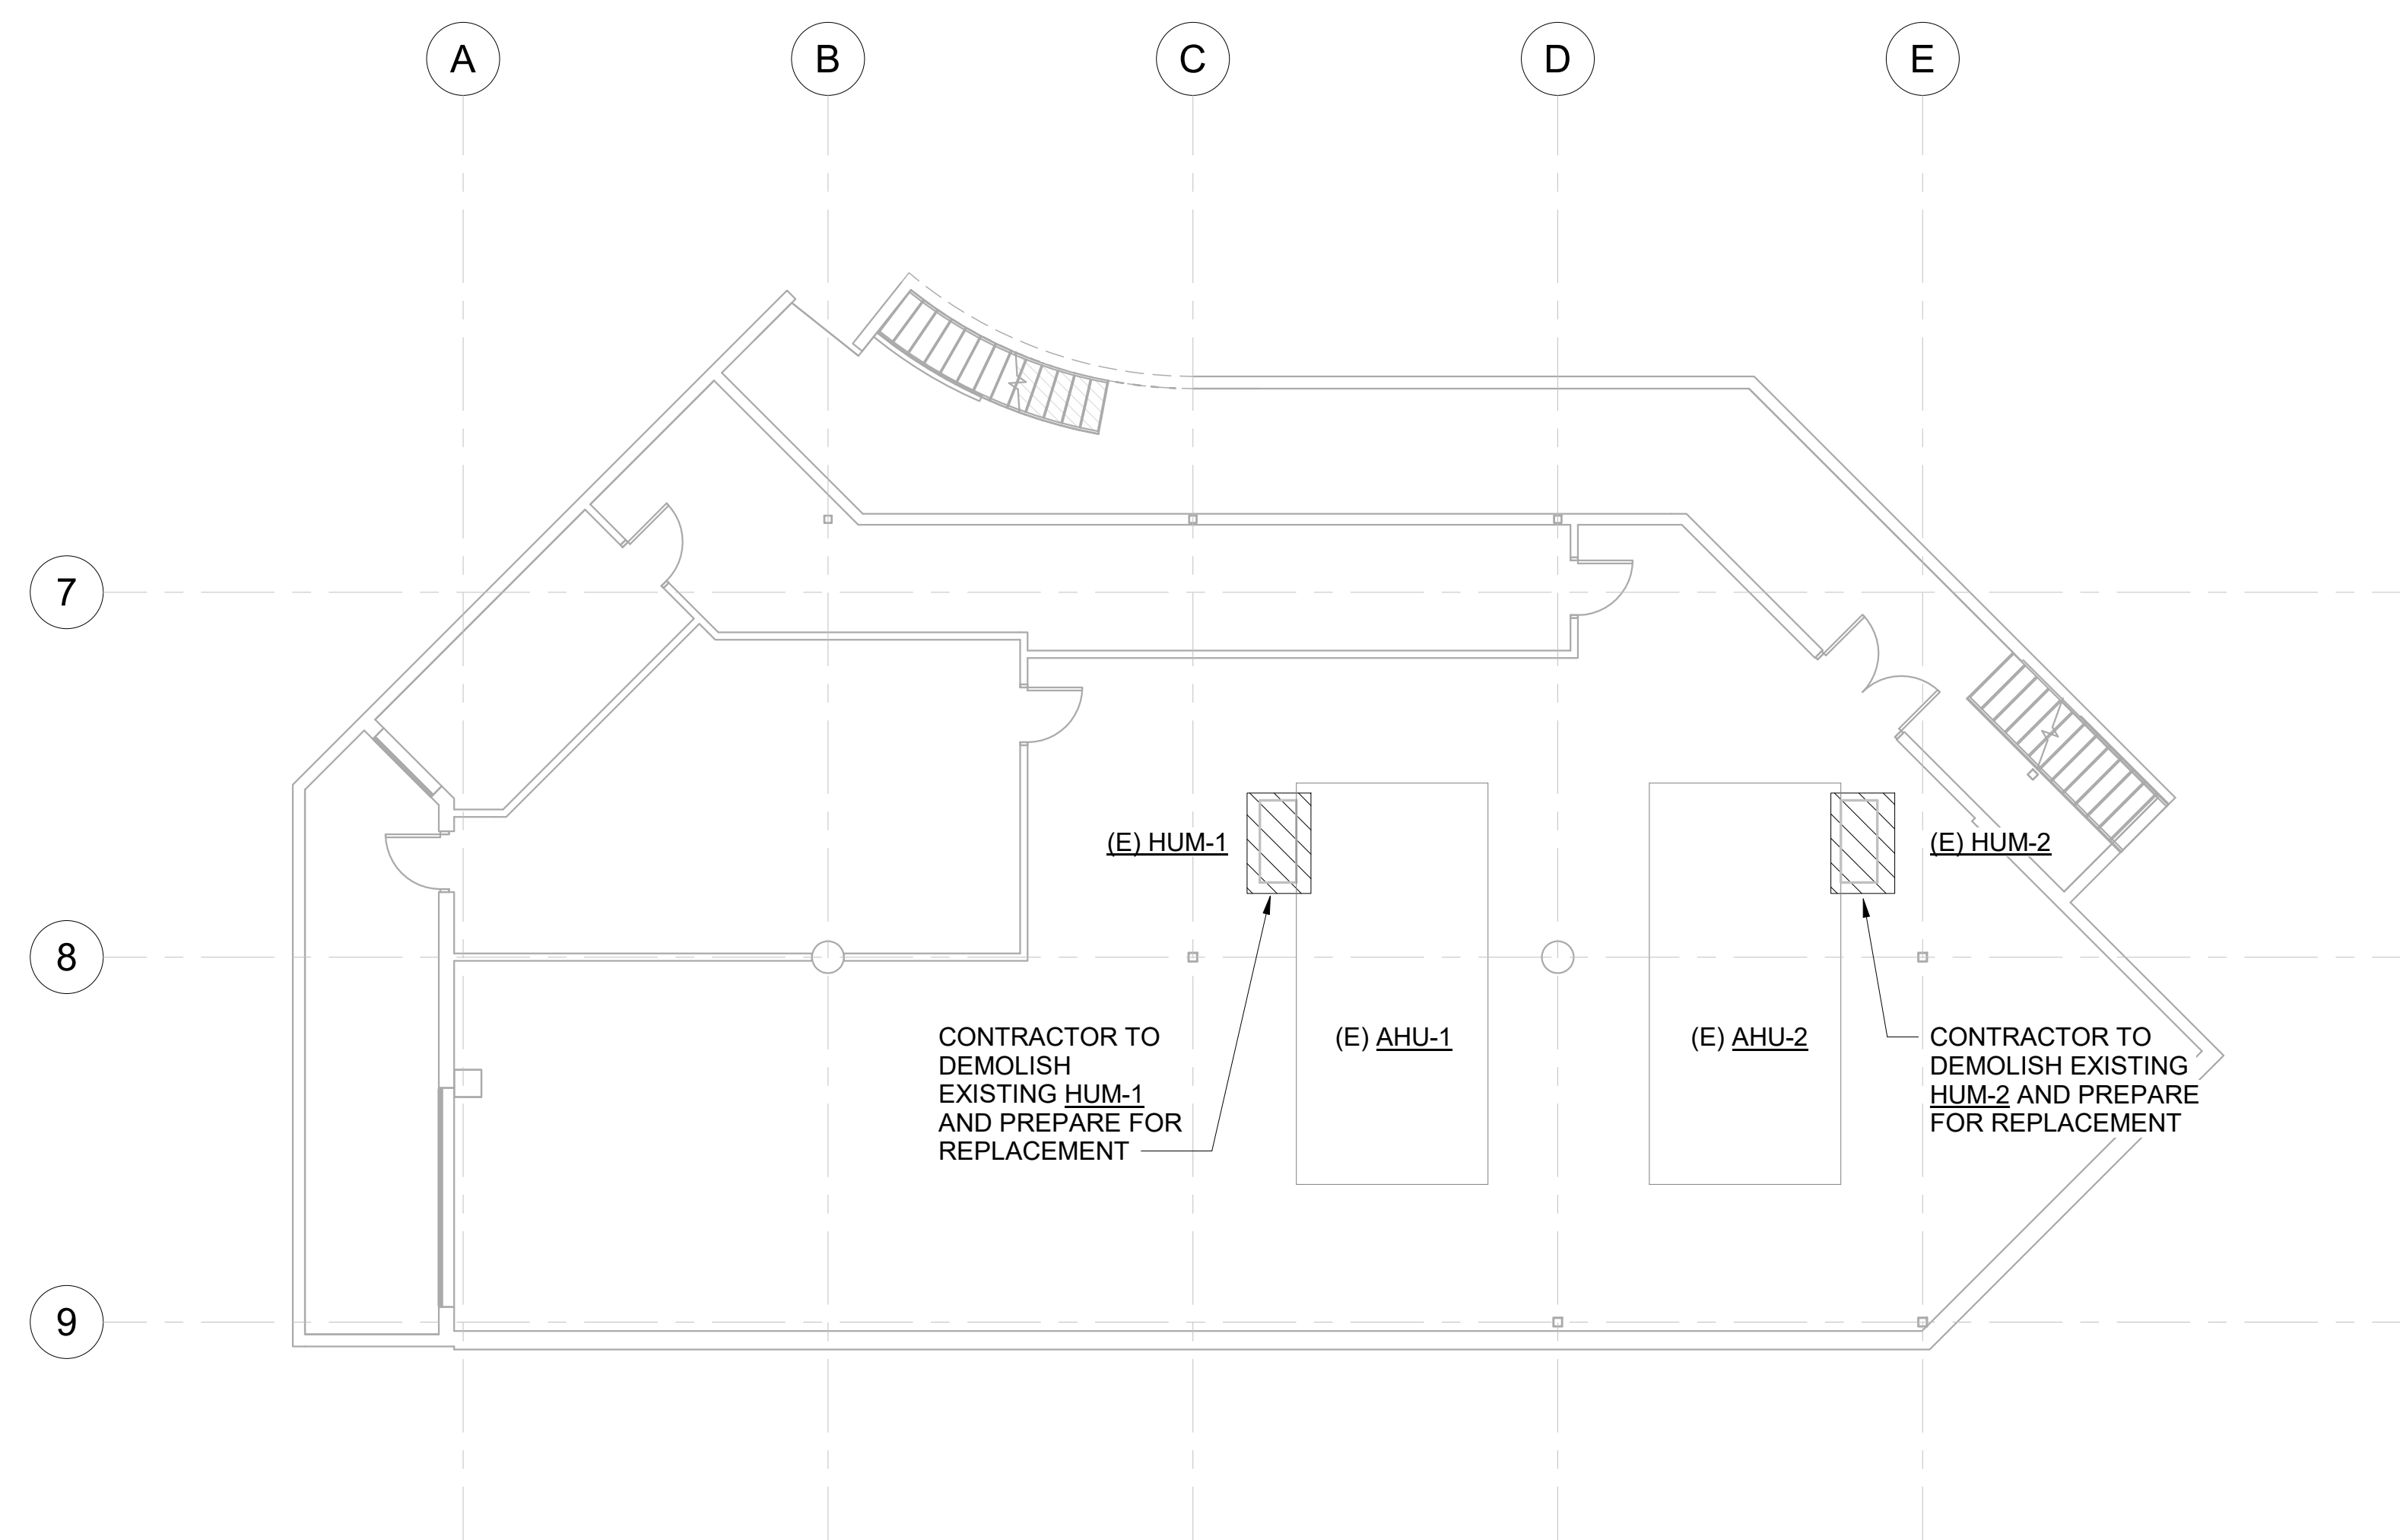 A
B
C
D
E
7
8
9
(E) HUM-1
(E) HUM-2
CONTRACTOR TO
DEMOLISH
EXISTING HUM-1
AND PREPARE FOR
REPLACEMENT
(E) AHU-1
(E) AHU-2
CONTRACTOR TO
DEMOLISH EXISTING
HUM-2 AND PREPARE
FOR REPLACEMENT